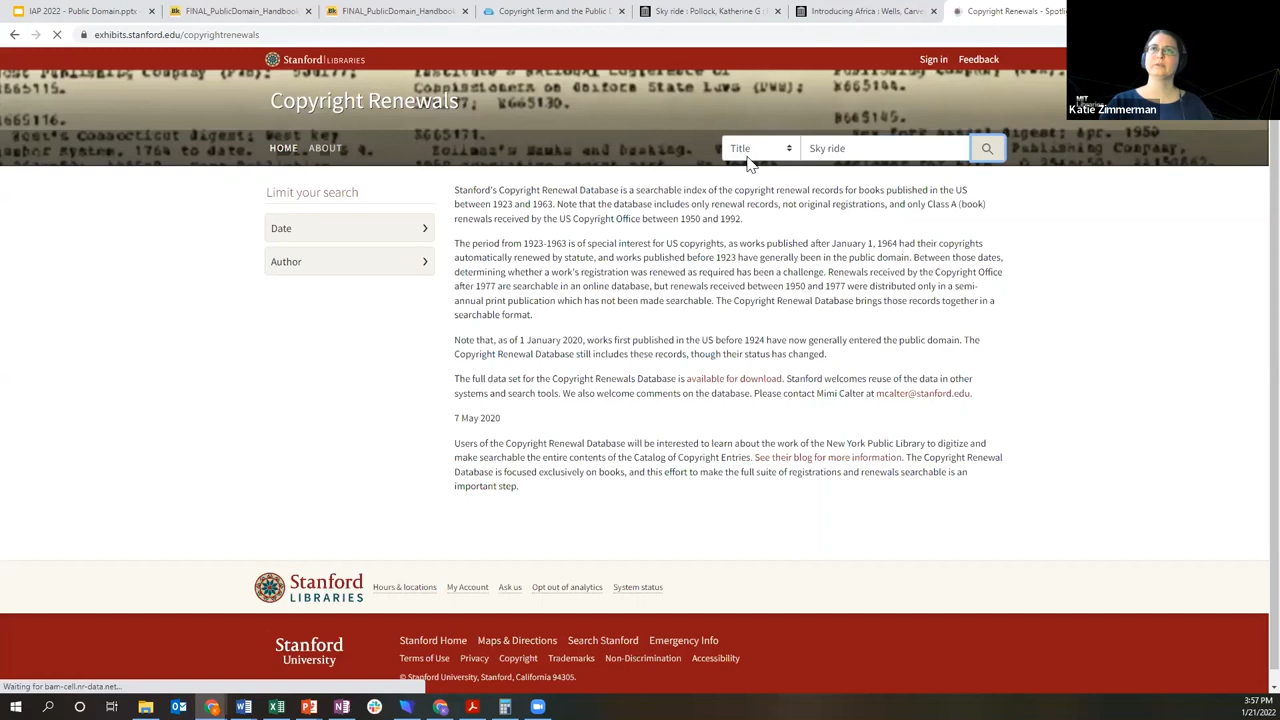 IAP 2022 - Public Domain.pptx
FINAL_PublicDomain_Handbook
FINAL_PublicDomain_Handbook
Copyright Term and the Public D
Sky ride : Pollock, Katherine G :
Introducing Africa : Wells, Carve
Copyright Renewals - Spotli
exhibits.stanford.edu/copyrightrenewals
Stanford | LIBRARIES
Sign in
Feedback
Copyright Renewals
HOME
ABOUT
Title
Sky ride
Katie Zimmerman
Limit your search
Date
Author
Stanford's Copyright Renewal Database is a searchable index of the copyright renewal records for books published in the US
between 1923 and 1963. Note that the database includes only renewal records, not original registrations, and only Class A (book)
renewals received by the US Copyright Office between 1950 and 1992.
The period from 1923-1963 is of special interest for US copyrights, as works published after January 1, 1964 had their copyrights
automatically renewed by statute, and works published before 1923 have generally been in the public domain. Between those dates,
determining whether a work's registration was renewed as required has been a challenge. Renewals received by the Copyright Office
after 1977 are searchable in an online database, but renewals received between 1950 and 1977 were distributed only in a semi-
annual print publication which has not been made searchable. The Copyright Renewal Database brings those records together in a
searchable format.
Note that, as of 1 January 2020, works first published in the US before 1924 have now generally entered the public domain. The
Copyright Renewal Database still includes these records, though their status has changed.
The full data set for the Copyright Renewals Database is available for download. Stanford welcomes reuse of the data in other
systems and search tools. We also welcome comments on the database. Please contact Mimi Calter at mcalter@stanford.edu.
7 May 2020
Users of the Copyright Renewal Database will be interested to learn about the work of the New York Public Library to digitize and
make searchable the entire contents of the Catalog of Copyright Entries. See their blog for more information. The Copyright Renewal
Database is focused exclusively on books, and this effort to make the full suite of registrations and renewals searchable is an
important step.
Stanford
LIBRARIES
Hours & locations
My Account
Ask us
Opt out of analytics
System status
Stanford
University
Stanford Home
Maps & Directions
Search Stanford
Emergency Info
Terms of Use
Privacy
Copyright
Trademarks
Non-Discrimination
Accessibility
© Stanford University, Stanford, California 94305.
Waiting for bam-cell.nr-data.net...
3:57 PM
1/21/2022